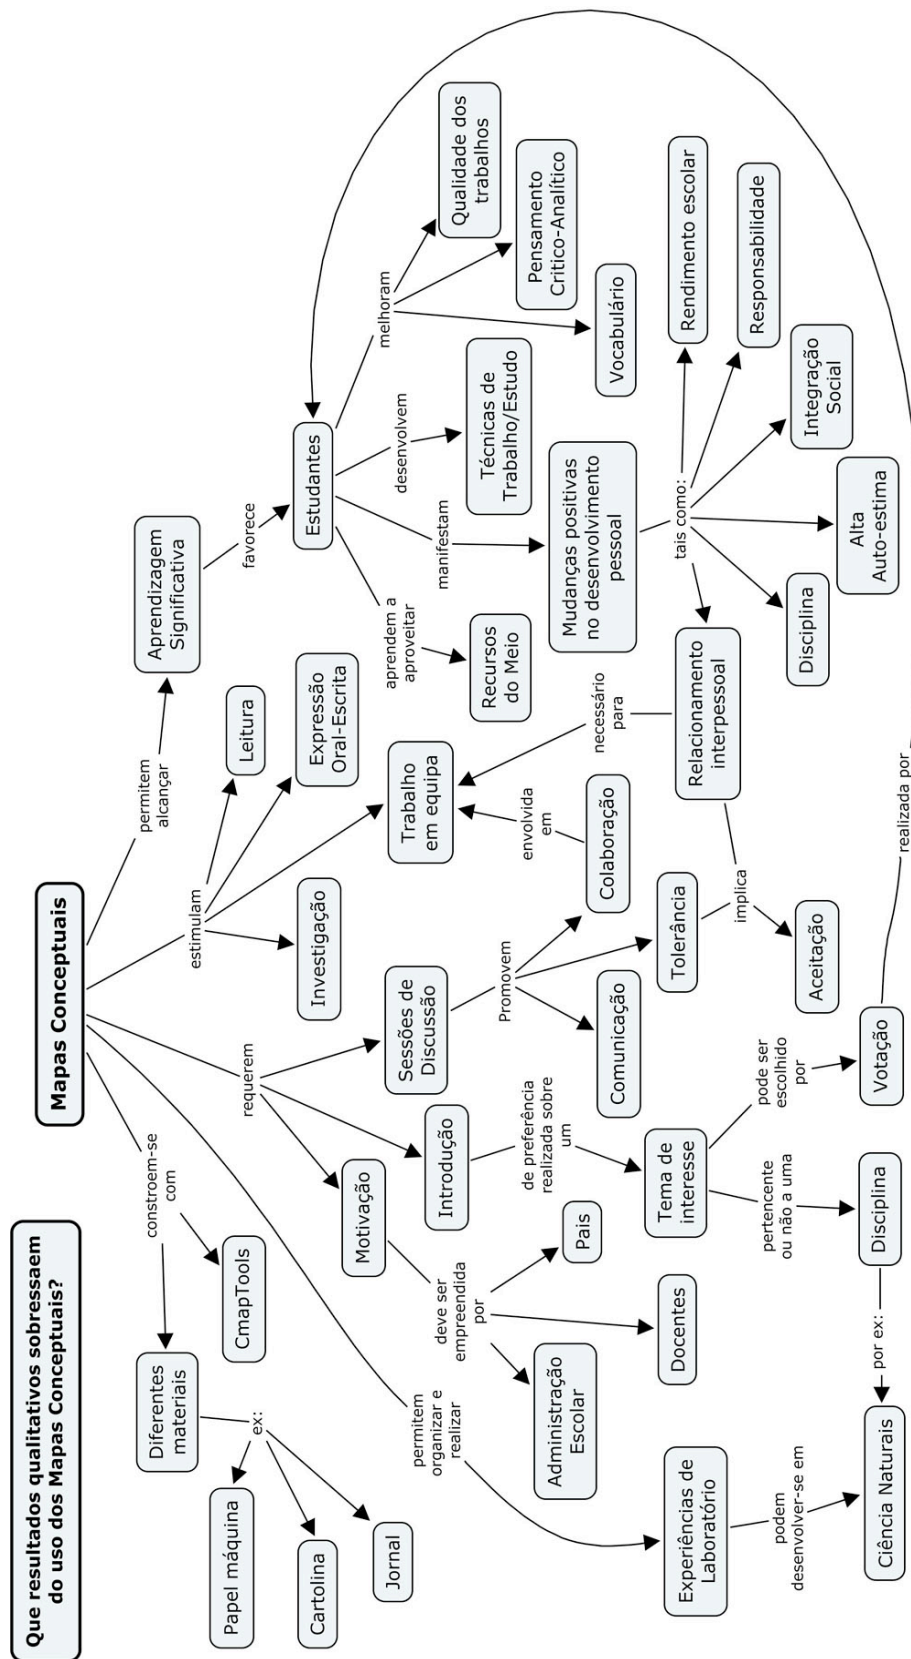 Que resultados qualitativos sobressaem
do uso dos Mapas Conceptuais?
Mapas Conceptuais
constroem-se
com
Diferentes
materiais
CmapTools
ex:
Papel máquina
Cartolina
Jornal
permitem
organizar e
realizar
Experiências de
Laboratório
podem
desenvolver-se em
Ciência Naturais
requerem
Motivação
Introdução
Sessões de
Discussão
deve ser
empreendida
por
Administração
Escolar
Docentes
Pais
de preferência
realizada sobre
um
Tema de
interesse
pertencente
ou não a uma
Disciplina
por ex:
pode ser
escolhido
por
Votação
realizada por
Promovem
Comunicação
Tolerância
Colaboração
envolvida
em
estimulam
Investigação
Trabalho
em equipa
Expressão
Oral-Escrita
Leitura
permitem
alcançar
Aprendizagem
Significativa
favorece
Estudantes
aprendem a
aproveitar
Recursos
do Meio
manifestam
Mudanças positivas
no desenvolvimento
pessoal
desenvolvem
Técnicas de
Trabalho/Estudo
melhoram
Vocabulário
Pensamento
Critico-Analítico
Qualidade dos
trabalhos
tais como:
Relacionamento
interpessoal
Disciplina
Alta
Auto-estima
Integração
Social
Responsabilidade
Rendimento escolar
necessário
para
implica
Aceitação